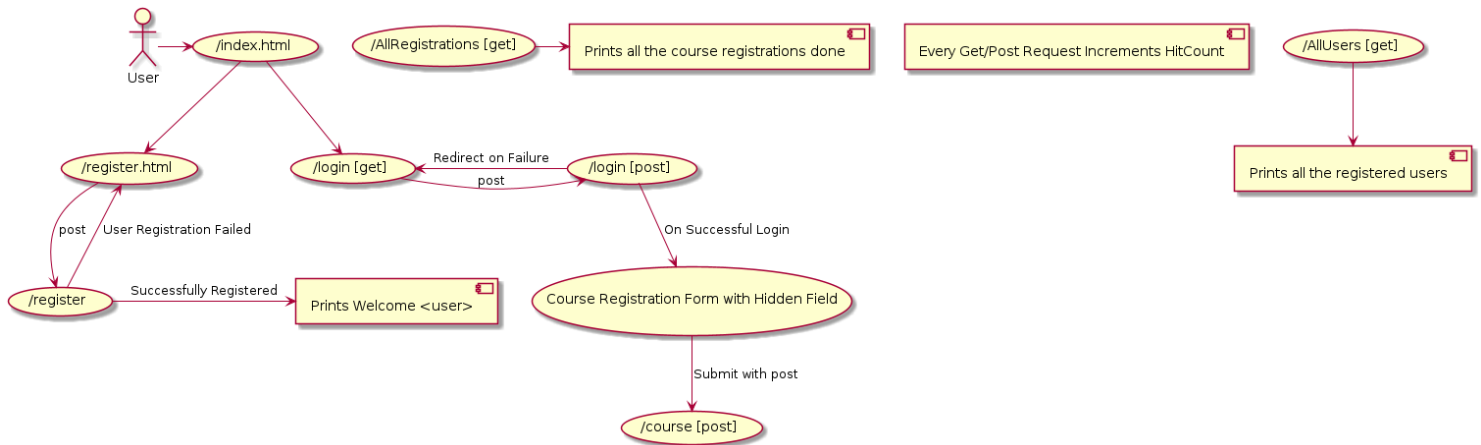 /index.html
/AllRegistrations [get]
Prints all the course registrations done
Every Get/Post Request Increments HitCount
/AllUsers [get]
User
/register.html
/login [get]
Redirect on Failure
post
/login [post]
Prints all the registered users
post
User Registration Failed
On Successful Login
/register
Successfully Registered
Prints Welcome <user>
Course Registration Form with Hidden Field
Submit with post
/course [post]